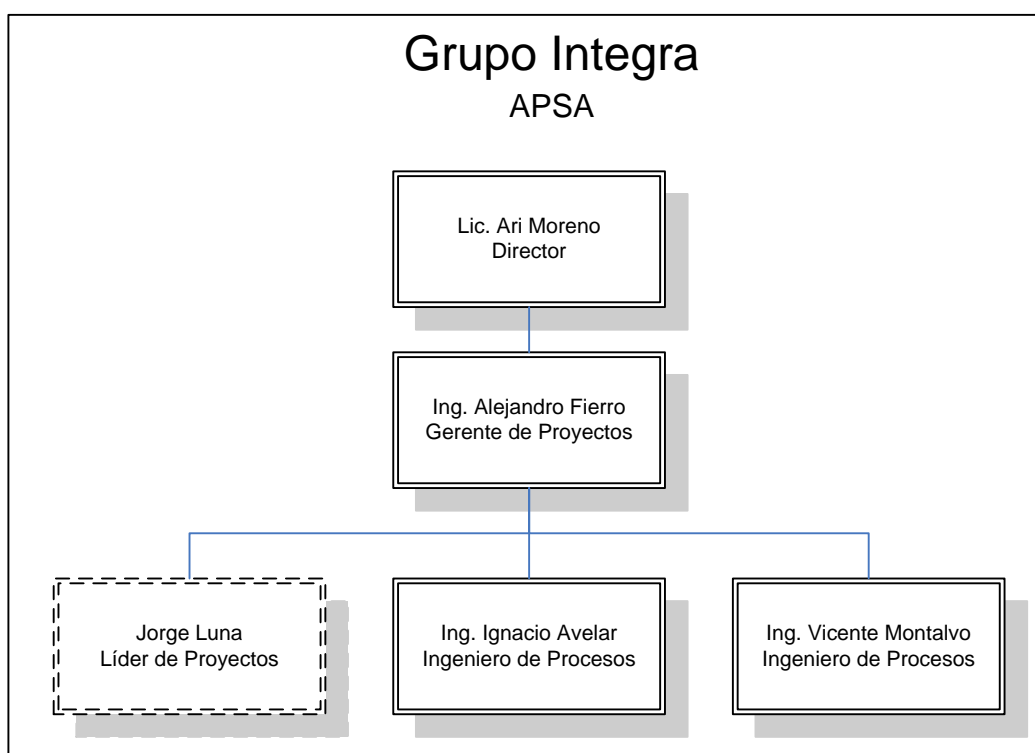 Grupo Integra
APSA
Lic. Ari Moreno
Director
Ing. Alejandro Fierro
Gerente de Proyectos
Jorge Luna
Líder de Proyectos
Ing. Ignacio Avelar
Ingeniero de Procesos
Ing. Vicente Montalvo
Ingeniero de Procesos